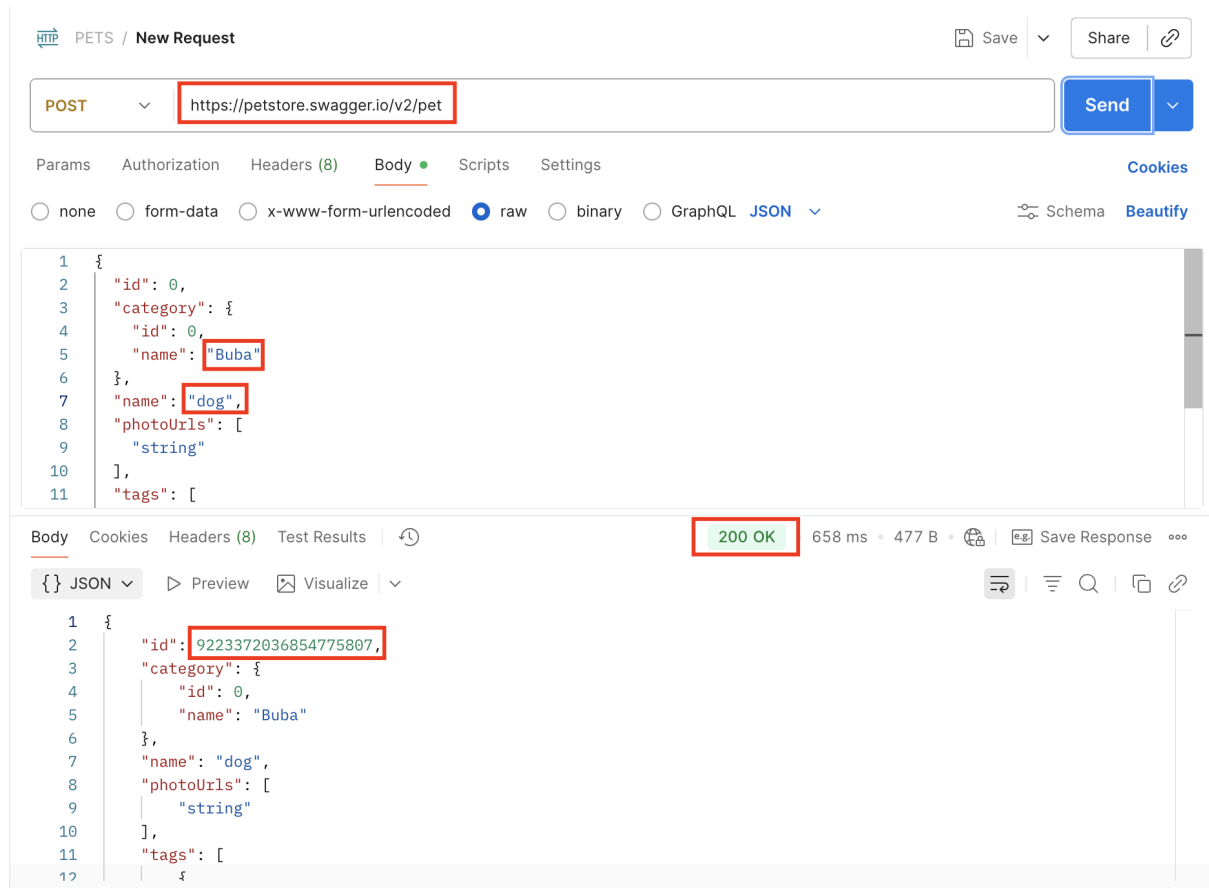 HTTP PETS / New Request Save Share
POST https://petstore.swagger.io/v2/pet Send
Params Authorization Headers (8) Body Scripts Settings Cookies
none form-data x-www-form-urlencoded raw binary GraphQL JSON Schema Beautify
1 {
2 "id": 0,
3 "category": {
4 "id": 0,
5 "name": "Buba"
6 },
7 "name": "dog",
8 "photoUrls": [
9 "string"
10 ],
11 "tags": [
Body Cookies Headers (8) Test Results 200 OK 658 ms 477 B e.g. Save Response
{} JSON Preview Visualize
1 {
2 "id": 9223372036854775807,
3 "category": {
4 "id": 0,
5 "name": "Buba"
6 },
7 "name": "dog",
8 "photoUrls": [
9 "string"
10 ],
11 "tags": [
12 {